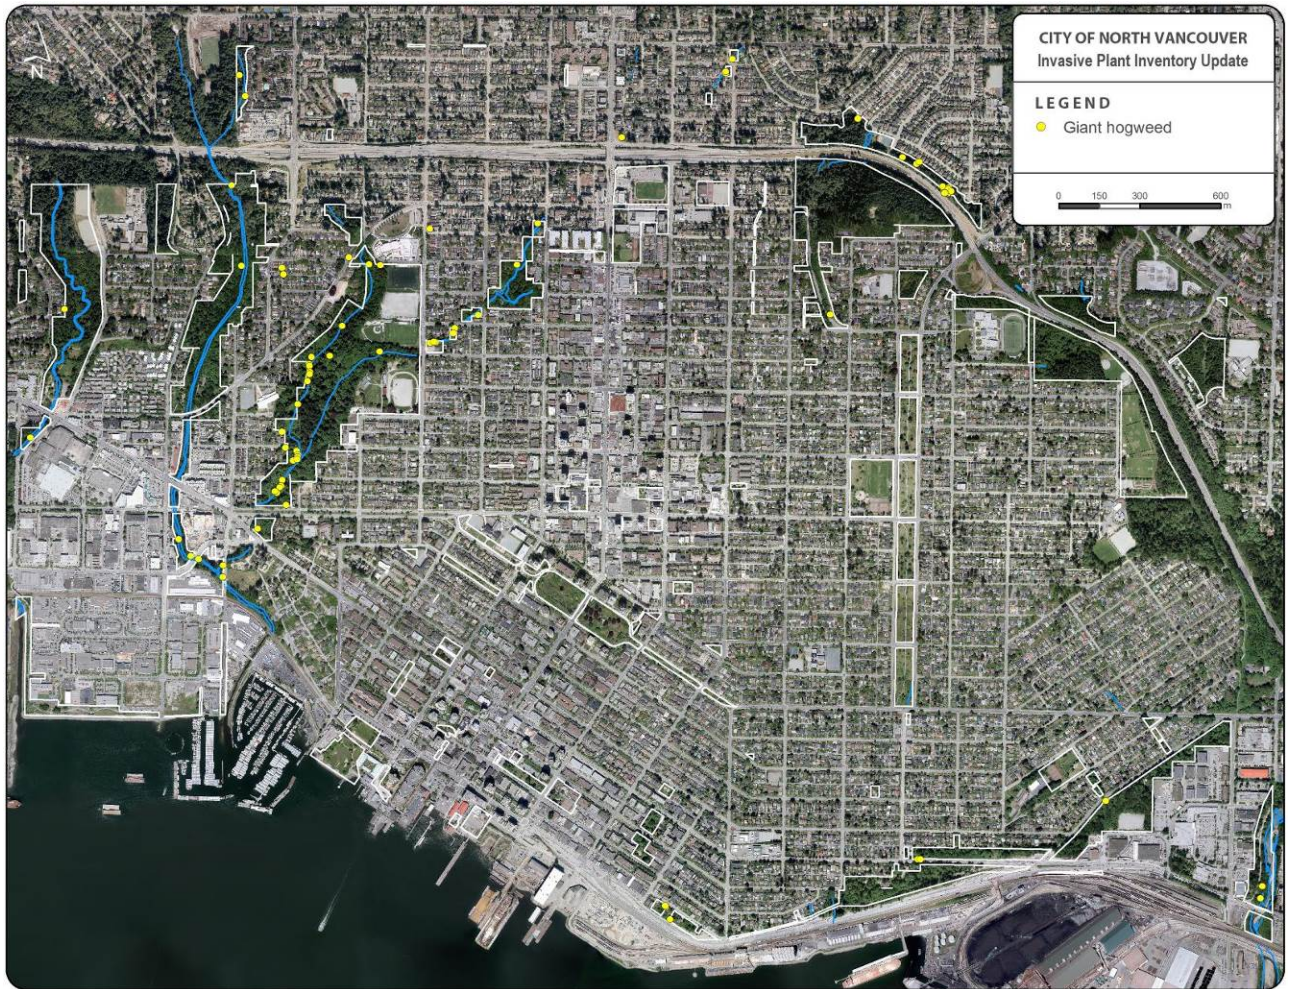 CITY OF NORTH VANCOUVER
Invasive Plant Inventory Update
LEGEND
Giant hogweed
0 150 300 600
m
N